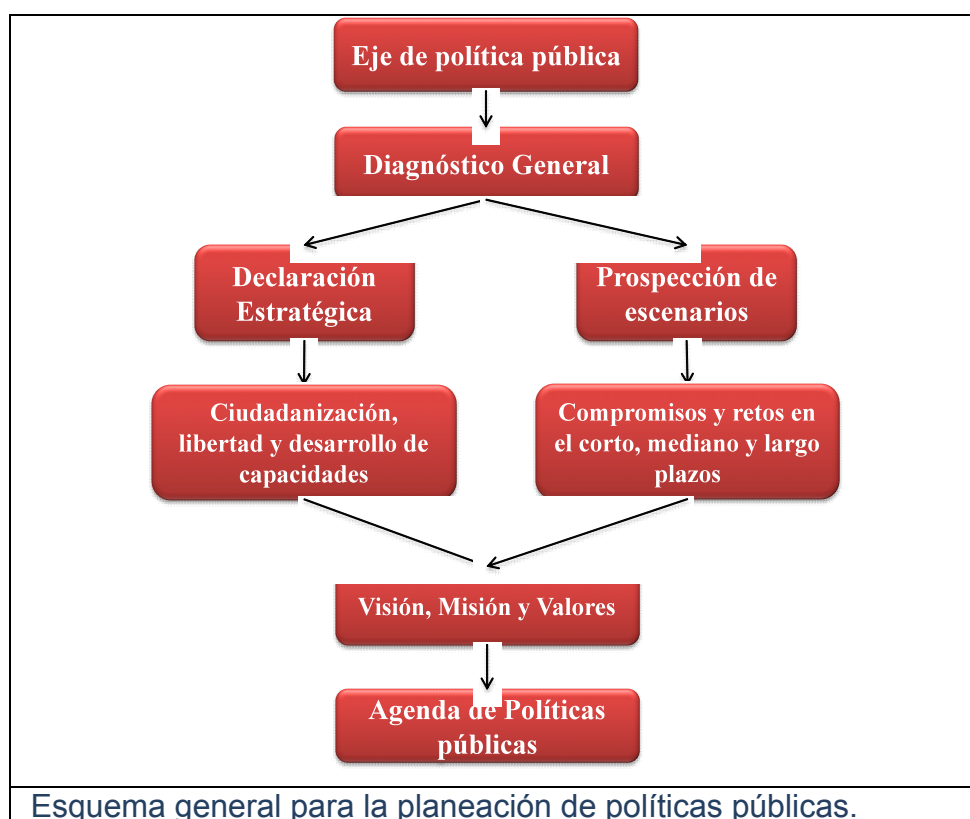 Eje de política pública
Diagnóstico General
Declaración
Estratégica
Prospección de
escenarios
Ciudadanización,
libertad y desarrollo de
capacidades
Compromisos y retos en
el corto, mediano y largo
plazos
Visión, Misión y Valores
Agenda de Políticas
públicas
Esquema general para la planeación de políticas públicas.